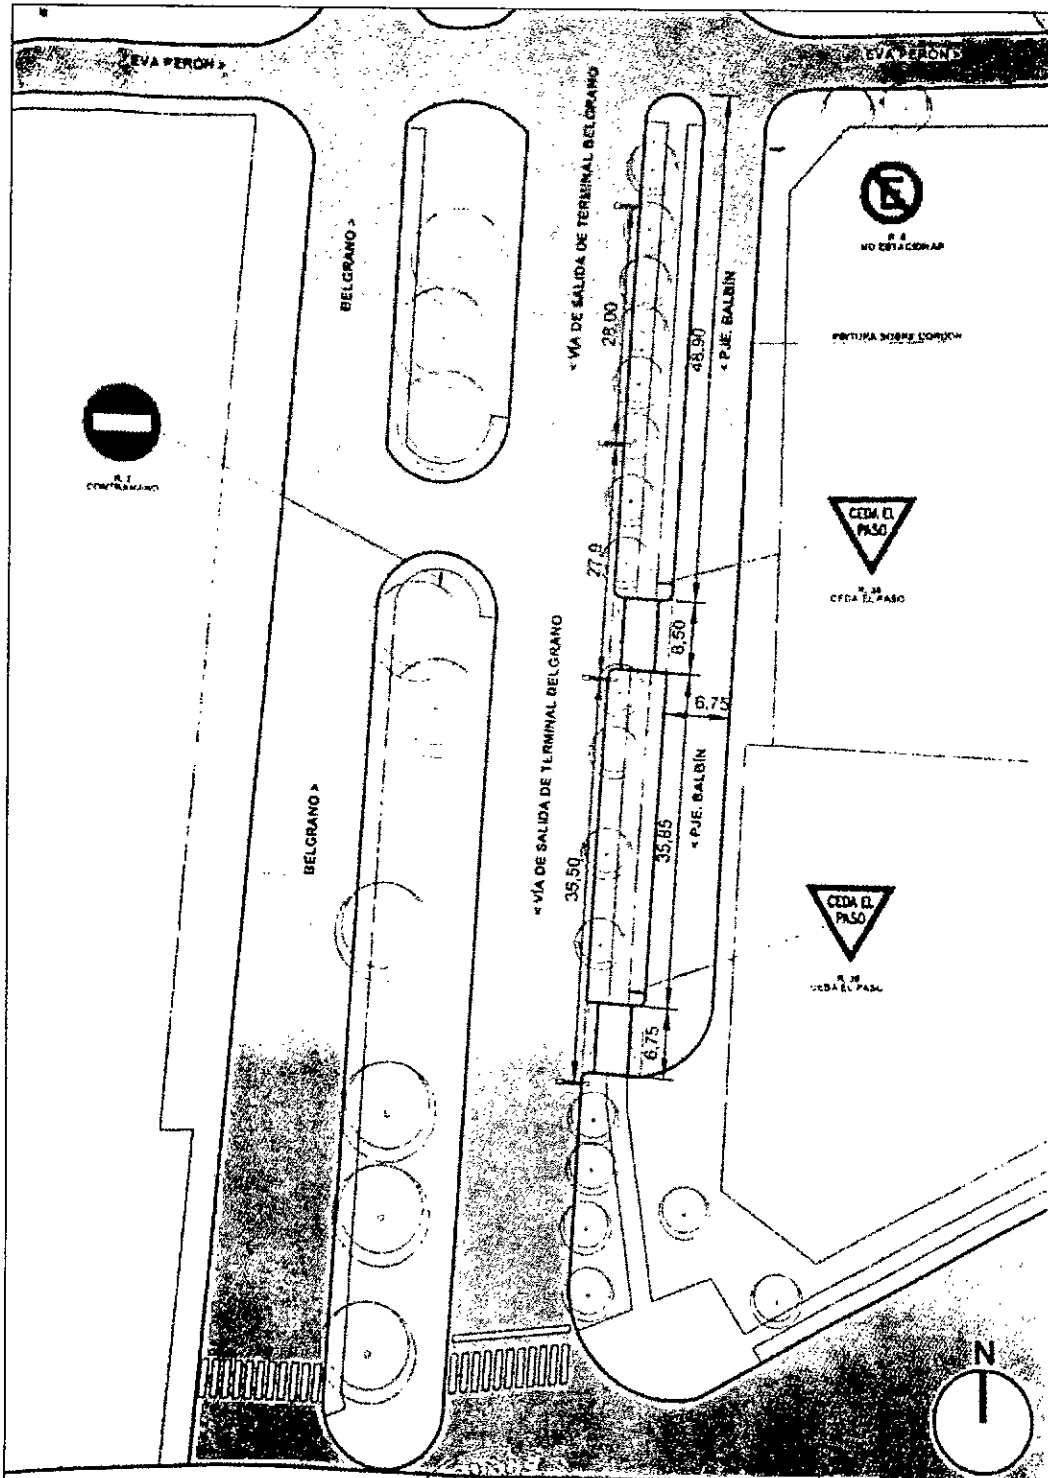 EVA PERÓN >
EVA PERÓN >
« VÍA DE SALIDA DE TERMINAL BELGRANO
BELGRANO >
« PJE. BALBÍN
28,00
48,90
NO ESTACIONAR
PINTURA SOBRE CORDÓN
CONTRAMANO
CEDA EL
PASO
CEDA EL PASO
27,9
8,50
6,75
« VÍA DE SALIDA DE TERMINAL BELGRANO
BELGRANO >
« PJE. BALBÍN
35,85
35,50
CEDA EL
PASO
CEDA EL PASO
6,75
N